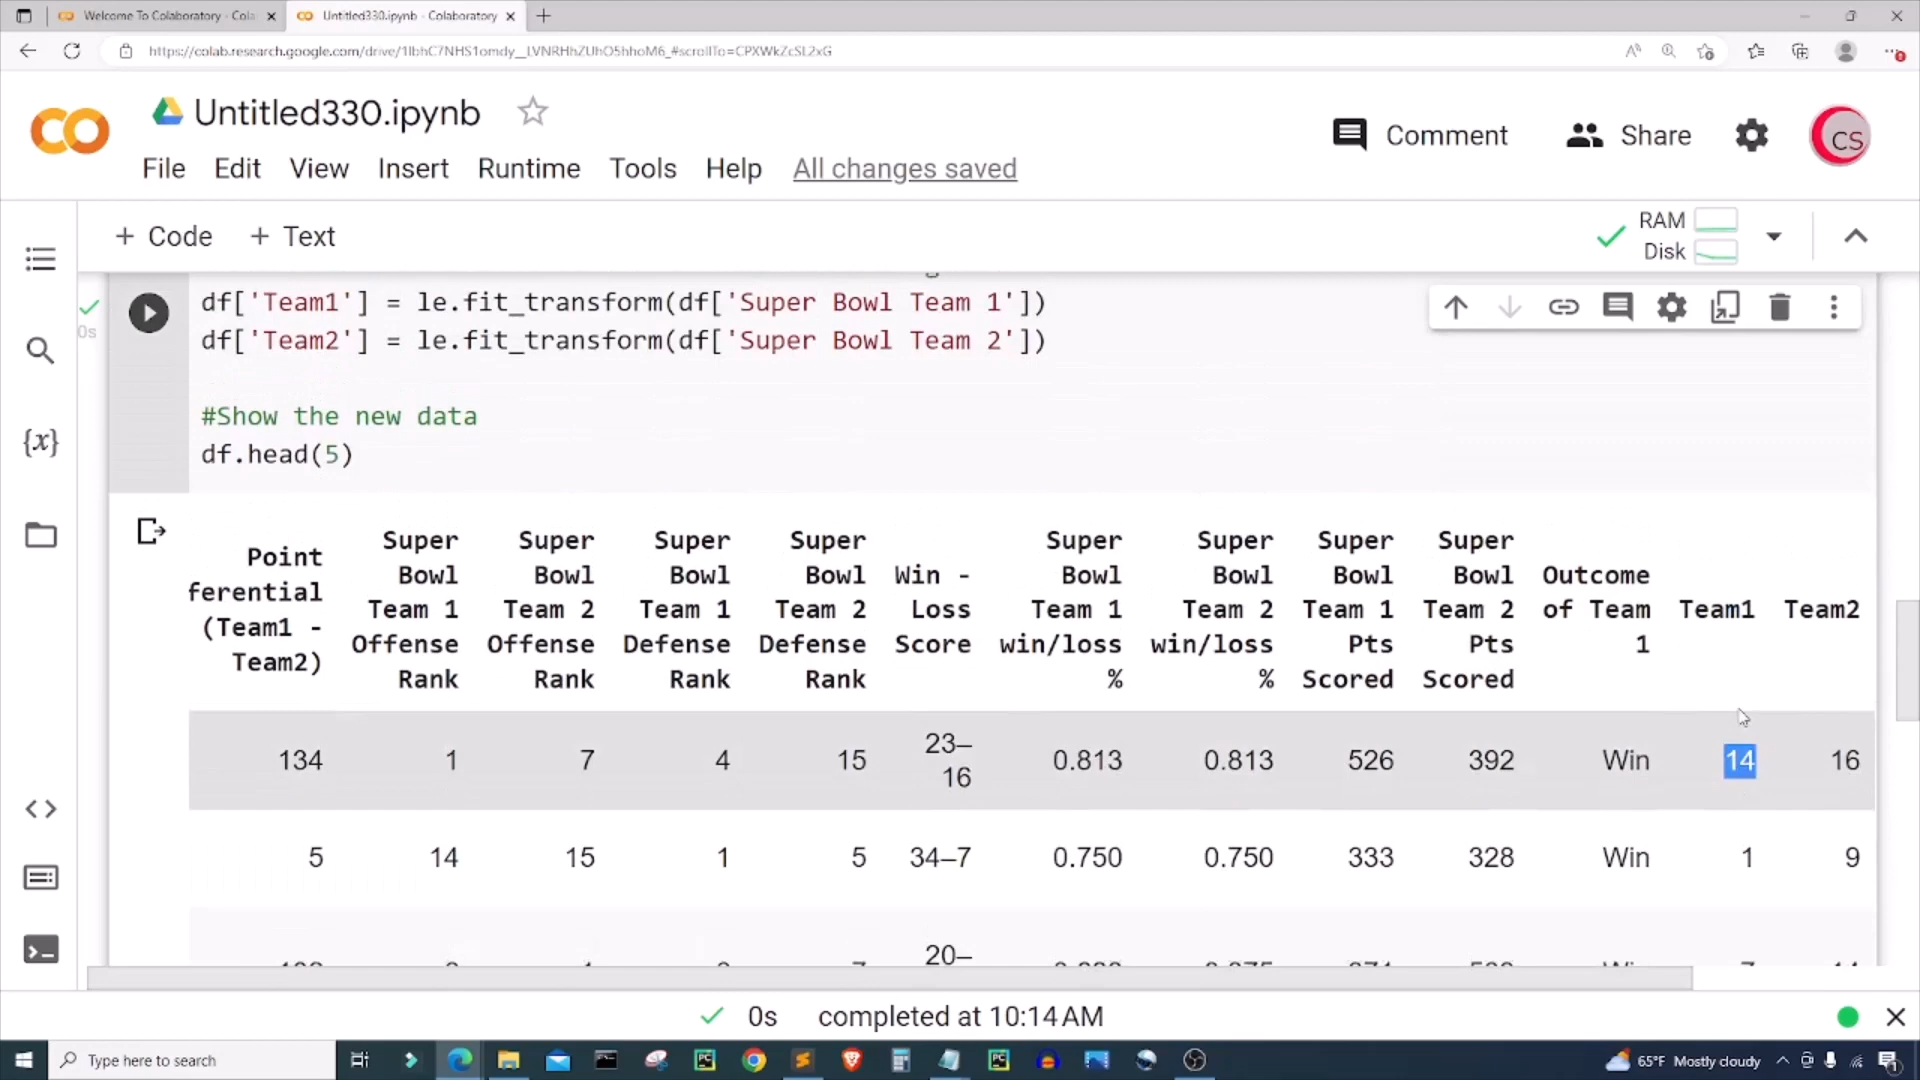 Welcome To Colaboratory - Cola
Untitled330.ipynb - Colaboratory
https://colab.research.google.com/drive/1IbhC7NHS1omdy__LVNRHhZUhO5hhoM6_#scrollTo=CPXWkZcSL2xG
Untitled330.ipynb
Comment
Share
CS
File Edit View Insert Runtime Tools Help All changes saved
+ Code + Text
RAM
Disk
df['Team1'] = le.fit_transform(df['Super Bowl Team 1'])
0s
df['Team2'] = le.fit_transform(df['Super Bowl Team 2'])
#Show the new data
{x}
df.head(5)
Super Super Super Super Super Super Super Super
Point
Bowl Bowl Bowl Bowl Win - Bowl Bowl Bowl Bowl Outcome
ferential Team 1 Team 2 Team 1 Team 2 Loss Team 1 Team 2 Team 1 Team 2 of Team Team1 Team2
(Team1 - Offense Offense Defense Defense Score win/loss win/loss Pts Pts 1
Team2) Rank Rank Rank Rank % % Scored Scored
134 1 7 4 15 23–16 0.813 0.813 526 392 Win 14 16
5 14 15 1 5 34–7 0.750 0.750 333 328 Win 1 9
20–
0s completed at 10:14 AM
Type here to search
65°F Mostly cloudy